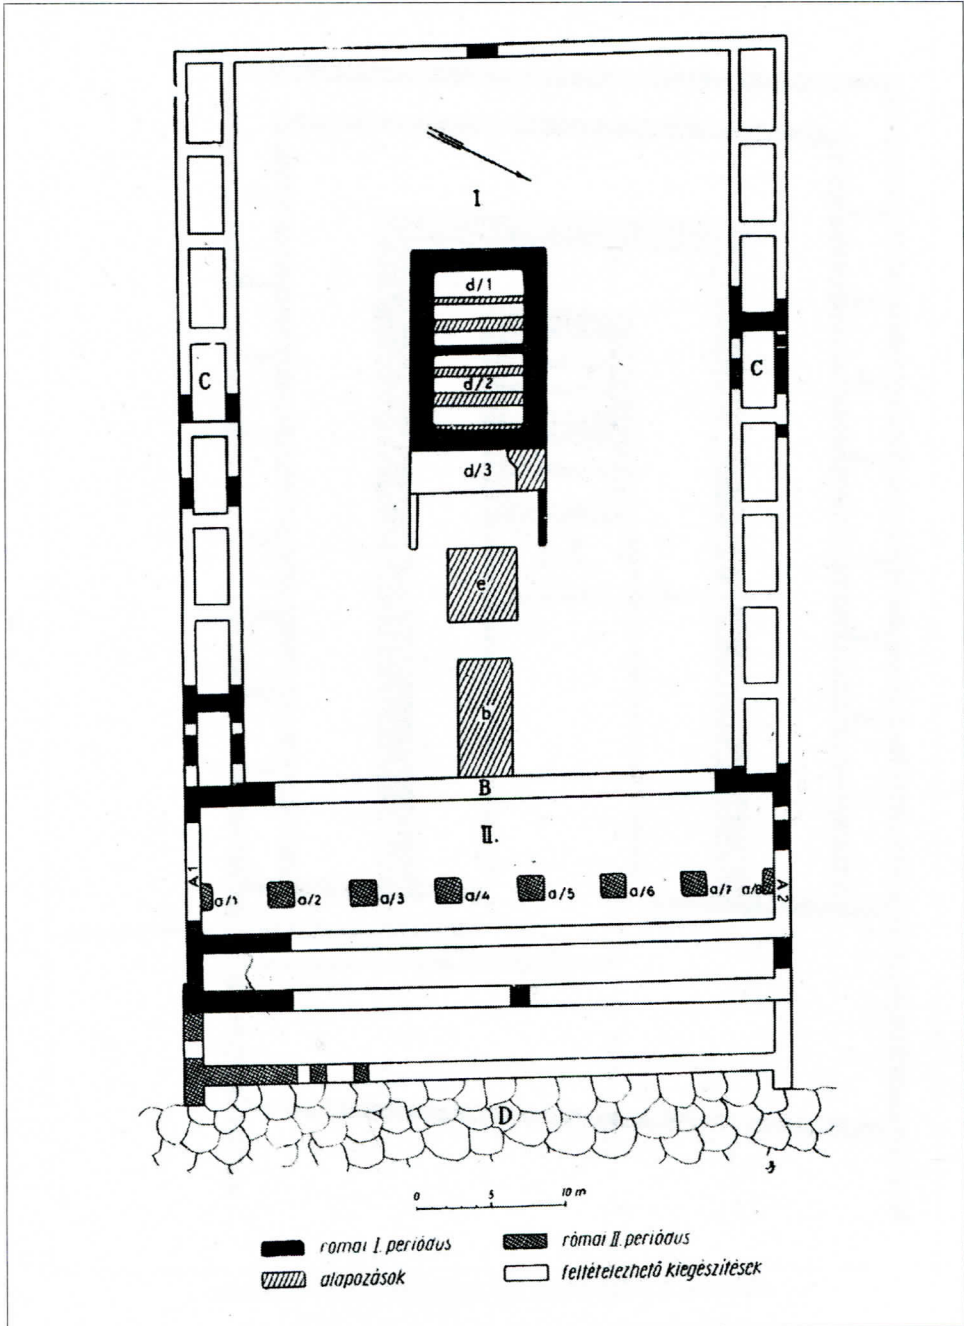 I
d/1
d/2
C
C
d/3
e
b
B
II.
A1
a/1
a/2
a/3
a/4
a/5
a/6
a/7
a/8
A2
D
0 5 10 m
római I. periódus
római II. periódus
alapozások
feltételezhető kiegészítések